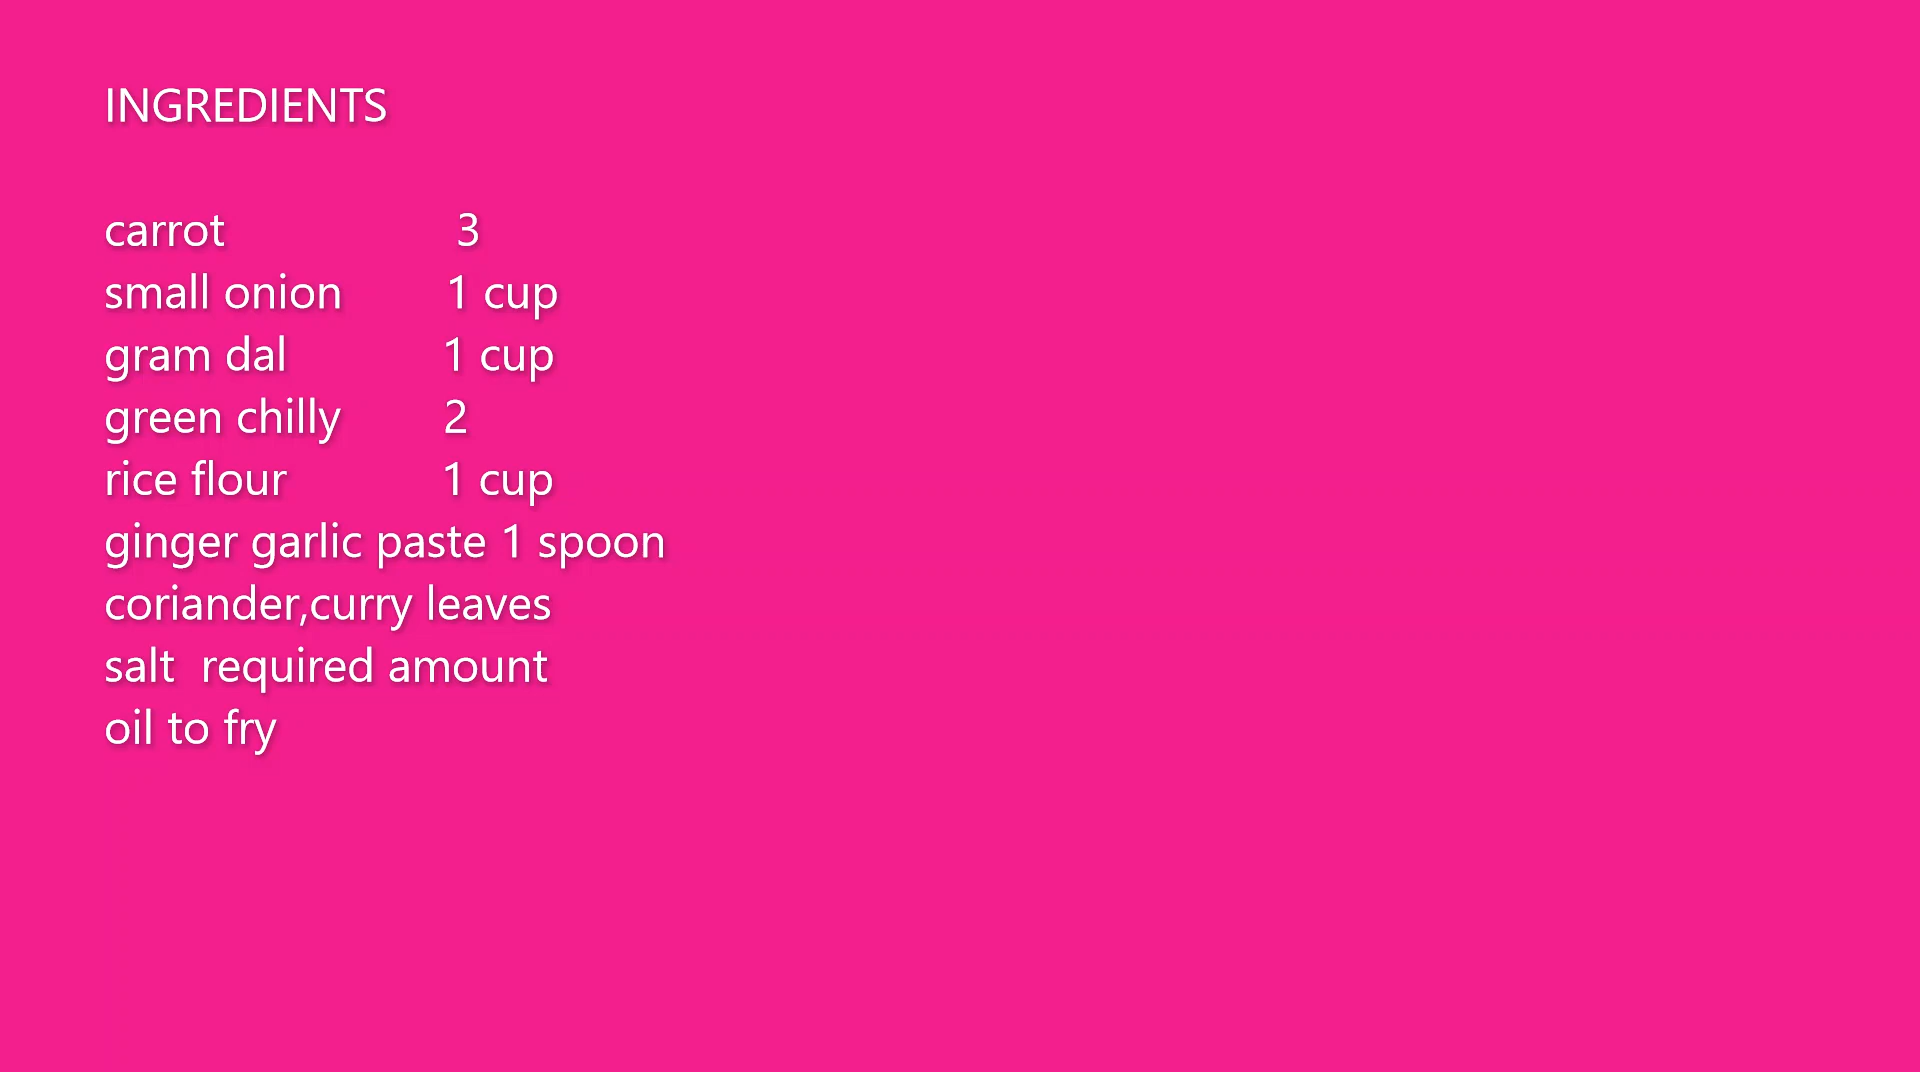 INGREDIENTS
carrot 3
small onion 1 cup
gram dal 1 cup
green chilly 2
rice flour 1 cup
ginger garlic paste 1 spoon
coriander,curry leaves
salt  required amount
oil to fry